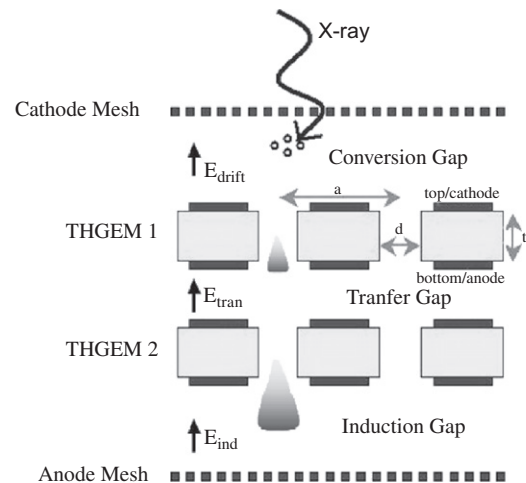 X-ray
Cathode Mesh
E_drift
Conversion Gap
a
top/cathode
THGEM 1
d
t
bottom/anode
E_tran
Tranfer Gap
THGEM 2
E_ind
Induction Gap
Anode Mesh